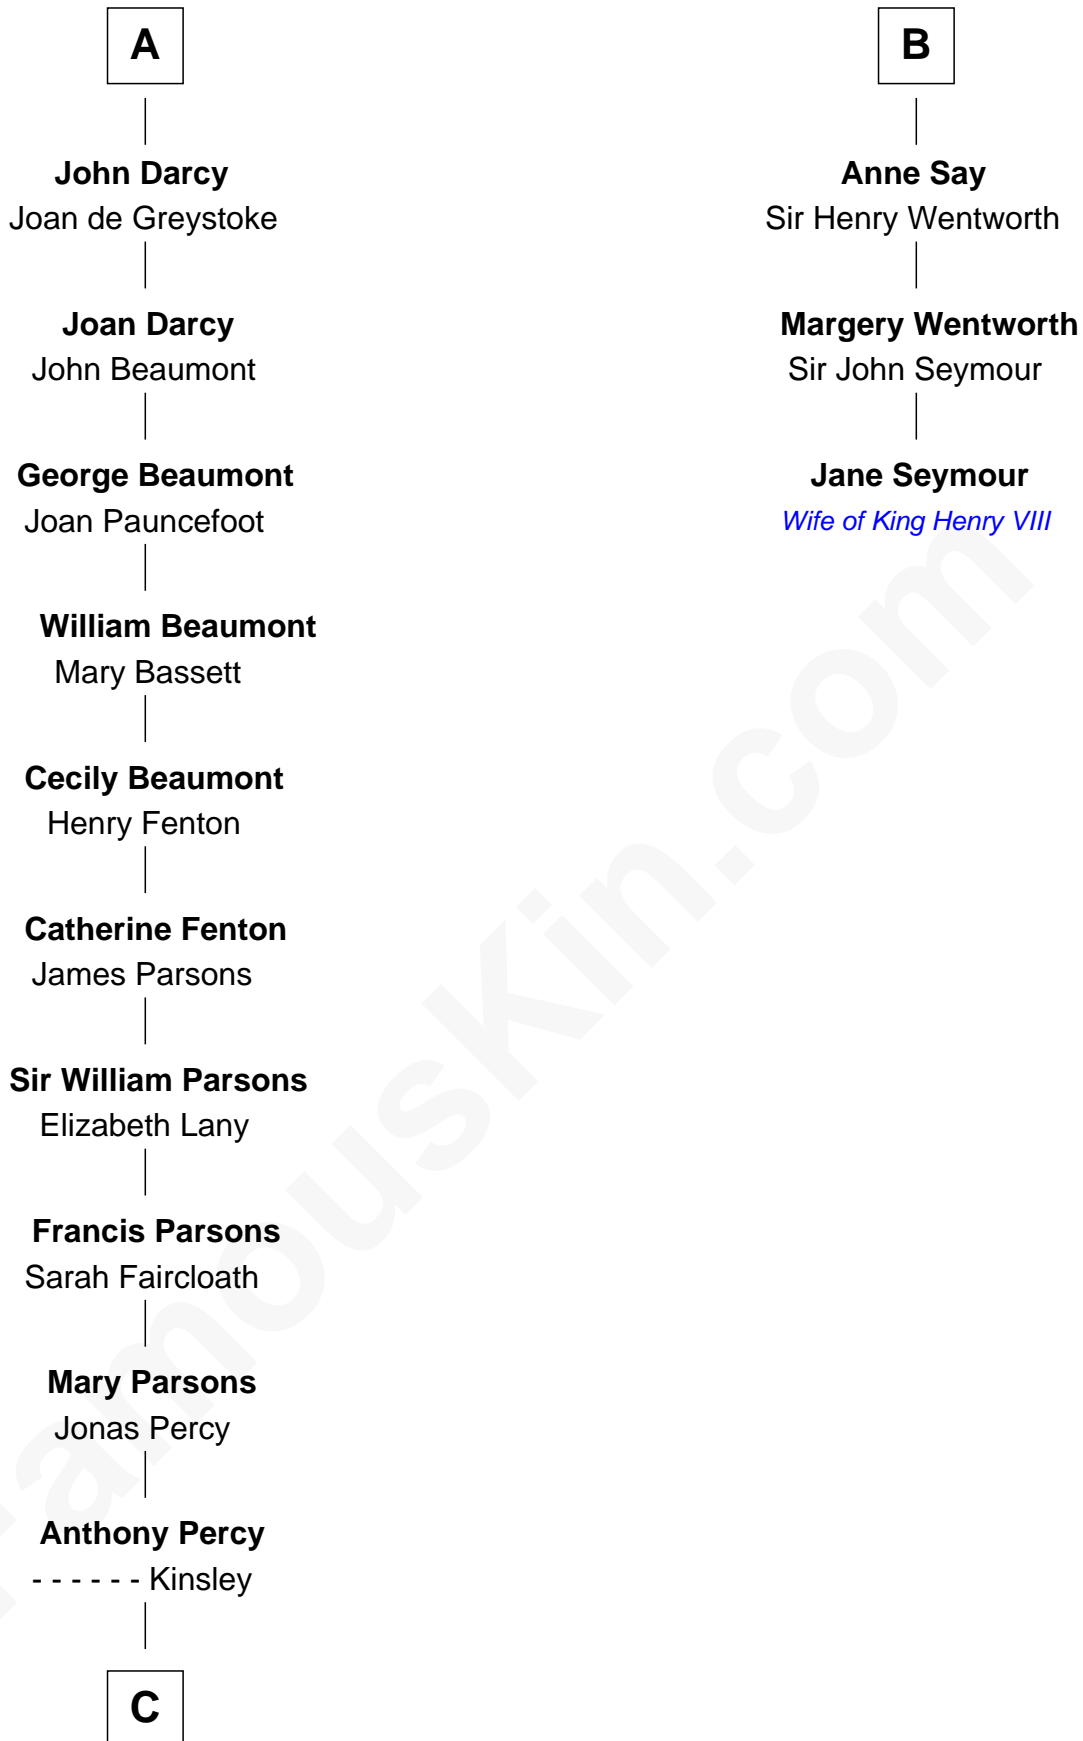 A
John Darcy
Joan de Greystoke
Joan Darcy
John Beaumont
George Beaumont
Joan Pauncefoot
William Beaumont
Mary Bassett
Cecily Beaumont
Henry Fenton
Catherine Fenton
James Parsons
Sir William Parsons
Elizabeth Lany
Francis Parsons
Sarah Faircloath
Mary Parsons
Jonas Percy
Anthony Percy
- - - - - - Kinsley
C
B
Anne Say
Sir Henry Wentworth
Margery Wentworth
Sir John Seymour
Jane Seymour
Wife of King Henry VIII
FamousKin.com